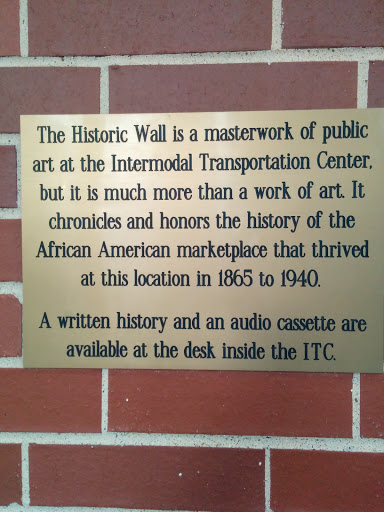 The Historic Wall is a masterwork of public
art at the Intermodal Transportation Center,
but it is much more than a work of art. It
chronicles and honors the history of the
African American marketplace that thrived
at this location in 1865 to 1940.
A written history and an audio cassette are
available at the desk inside the ITC.